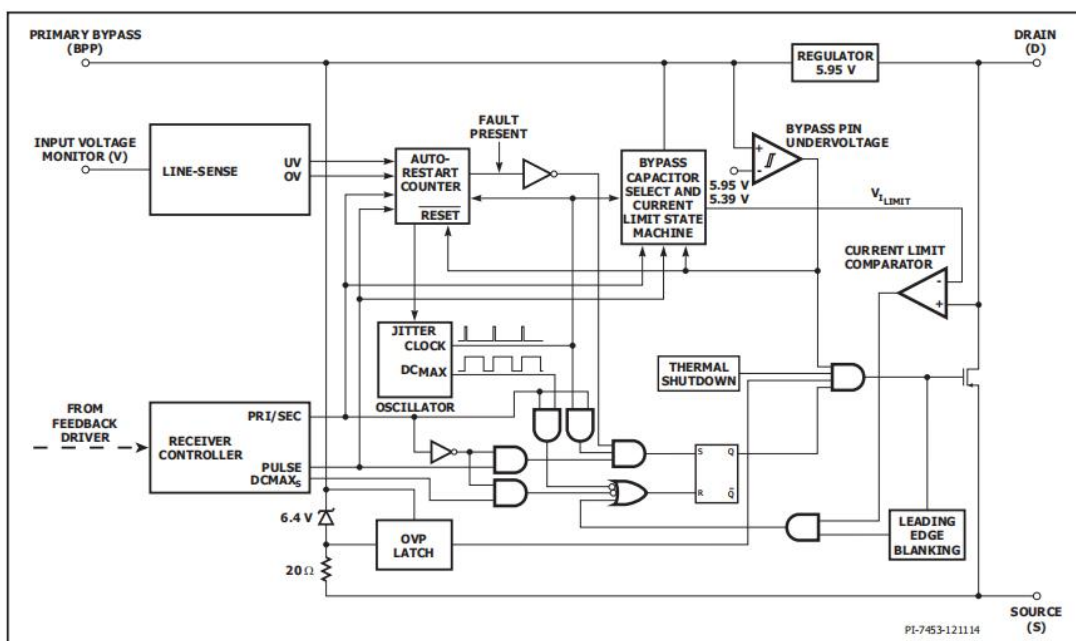 PRIMARY BYPASS
(BPP)
DRAIN
(D)
REGULATOR
5.95 V
INPUT VOLTAGE
MONITOR (V)
LINE-SENSE
UV
OV
FAULT
PRESENT
AUTO-
RESTART
COUNTER
RESET
BYPASS
CAPACITOR
SELECT AND
CURRENT
LIMIT STATE
MACHINE
BYPASS PIN
UNDERVOLTAGE
+
-
5.95 V
5.39 V
VILIMIT
CURRENT LIMIT
COMPARATOR
-
+
JITTER
CLOCK
DCMAX
OSCILLATOR
THERMAL
SHUTDOWN
FROM
FEEDBACK
DRIVER
RECEIVER
CONTROLLER
PRI/SEC
PULSE
DCMAXS
S
Q
R
Q̅
6.4 V
OVP
LATCH
20 Ω
LEADING
EDGE
BLANKING
SOURCE
(S)
PI-7453-121114